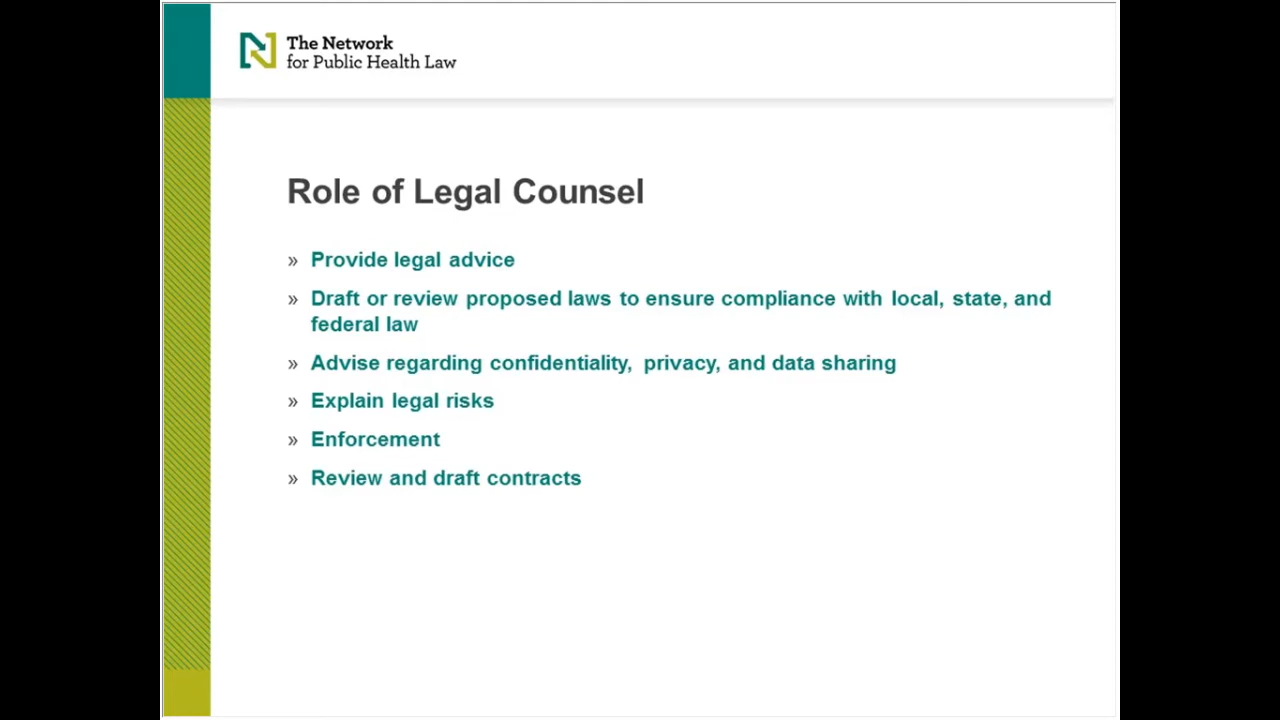 The Network
for Public Health Law
Role of Legal Counsel
» Provide legal advice
» Draft or review proposed laws to ensure compliance with local, state, and
federal law
» Advise regarding confidentiality, privacy, and data sharing
» Explain legal risks
» Enforcement
» Review and draft contracts